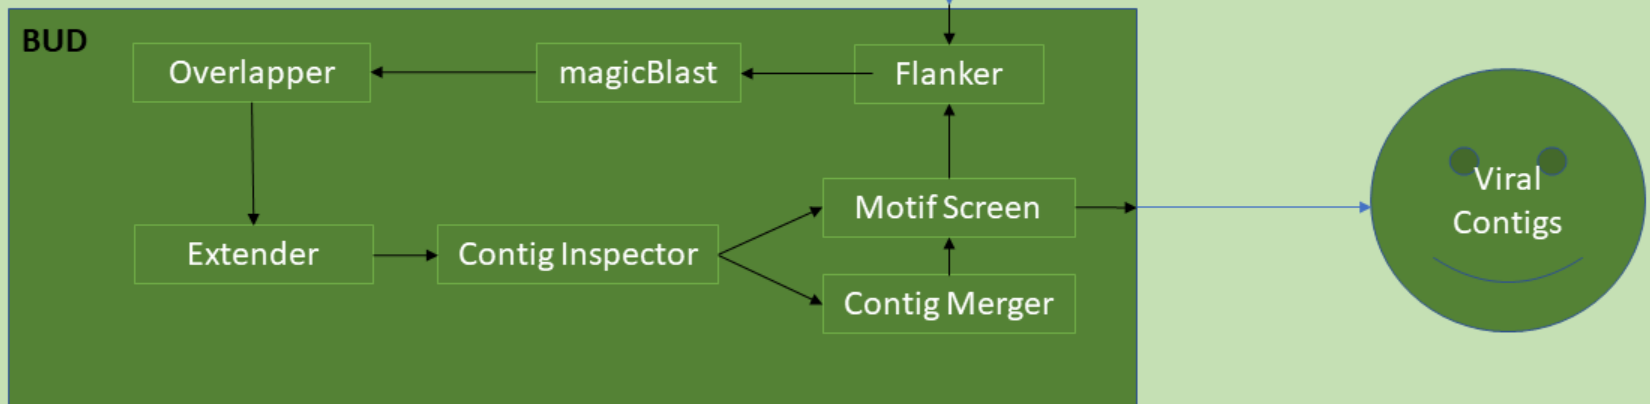 BUD
Overlapper
magicBlast
Flanker
Extender
Contig Inspector
Motif Screen
Contig Merger
Viral
Contigs